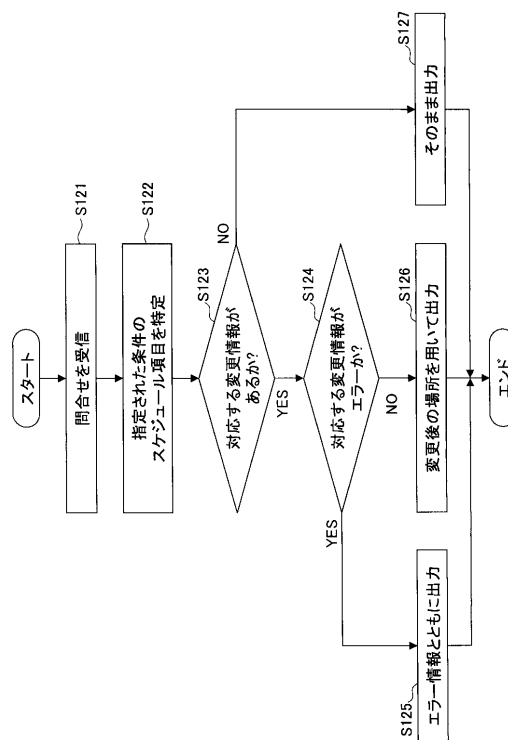 スタート
S121
問合せを受信
S122
指定された条件の
スケジュール項目を特定
S123
対応する変更情報が
あるか?
NO
YES
S124
対応する変更情報が
エラーか?
YES
NO
S125
エラー情報とともに出力
S126
変更後の場所を用いて出力
S127
そのまま出力
エンド